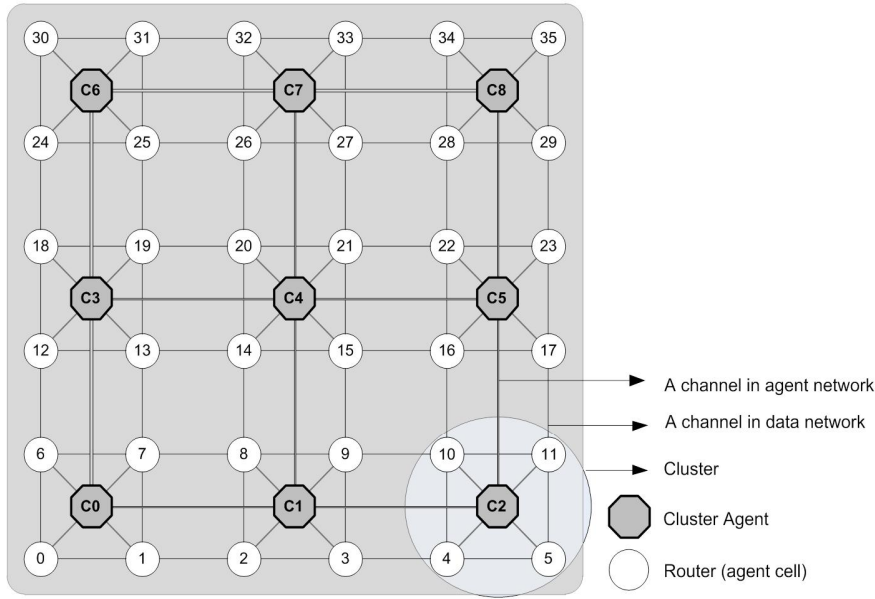 30 31 32 33 34 35
C6 C7 C8
24 25 26 27 28 29
18 19 20 21 22 23
C3 C4 C5
12 13 14 15 16 17
A channel in agent network
A channel in data network
6 7 8 9 10 11
Cluster
C0 C1 C2
Cluster Agent
0 1 2 3 4 5
Router (agent cell)